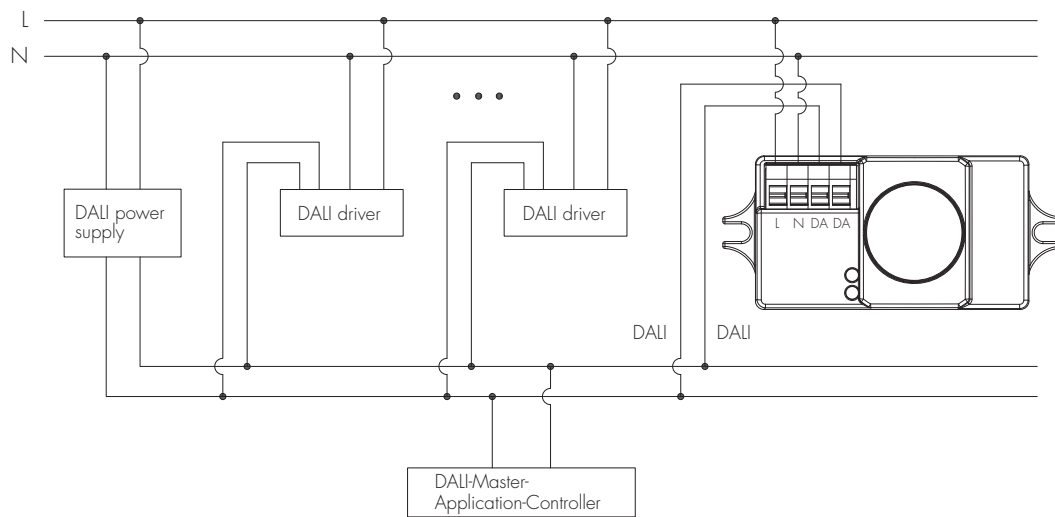 L
N
DALI power
supply
DALI driver
DALI driver
L N DA DA
DALI
DALI
DALI-Master-
Application-Controller